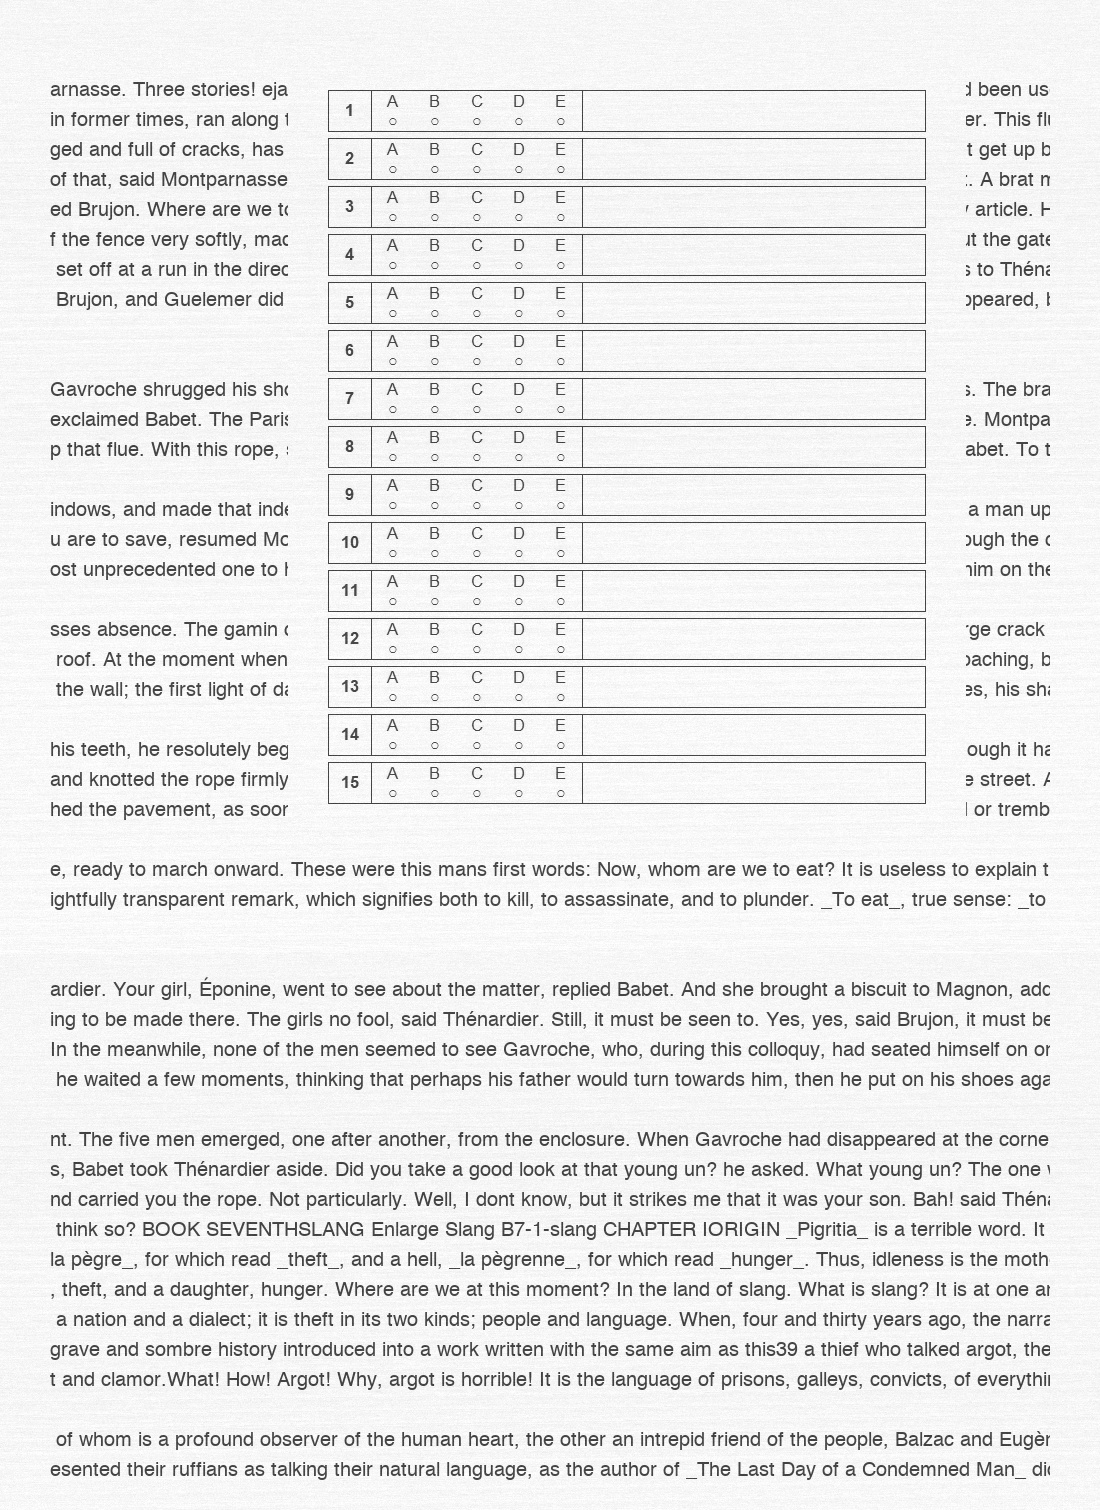 arnasse. Three stories! eja
in former times, ran along
ged and full of cracks, has
of that, said Montparnasse
ed Brujon. Where are we to
f the fence very softly, mac
set off at a run in the direc
Brujon, and Guelemer did
Gavroche shrugged his sho
exclaimed Babet. The Paris
p that flue. With this rope,
indows, and made that inde
u are to save, resumed Mo
ost unprecedented one to h
sses absence. The gamin
roof. At the moment when
the wall; the first light of da
his teeth, he resolutely beg
and knotted the rope firmly
hed the pavement, as soon
1 A B C D E
2 A B C D E
3 A B C D E
4 A B C D E
5 A B C D E
6 A B C D E
7 A B C D E
8 A B C D E
9 A B C D E
10 A B C D E
11 A B C D E
12 A B C D E
13 A B C D E
14 A B C D E
15 A B C D E
d been us
er. This flu
t get up b
. A brat m
article. H
ut the gate
s to Théna
ppeared, b
s. The bra
e. Montpa
abet. To t
a man up
ough the c
him on the
rge crack
oaching, b
es, his sha
ough it ha
e street. A
or tremb
e, ready to march onward. These were this mans first words: Now, whom are we to eat? It is useless to explain t
ightfully transparent remark, which signifies both to kill, to assassinate, and to plunder. _To eat_, true sense: _to
ardier. Your girl, Éponine, went to see about the matter, replied Babet. And she brought a biscuit to Magnon, add
ing to be made there. The girls no fool, said Thénardier. Still, it must be seen to. Yes, yes, said Brujon, it must be
In the meanwhile, none of the men seemed to see Gavroche, who, during this colloquy, had seated himself on or
he waited a few moments, thinking that perhaps his father would turn towards him, then he put on his shoes aga
nt. The five men emerged, one after another, from the enclosure. When Gavroche had disappeared at the corne
s, Babet took Thénardier aside. Did you take a good look at that young un? he asked. What young un? The one
nd carried you the rope. Not particularly. Well, I dont know, but it strikes me that it was your son. Bah! said Théna
think so? BOOK SEVENTHSLANG Enlarge Slang B7-1-slang CHAPTER IORIGIN _Pigritia_ is a terrible word. It
la pègre_, for which read _theft_, and a hell, _la pègrenne_, for which read _hunger_. Thus, idleness is the moth
, theft, and a daughter, hunger. Where are we at this moment? In the land of slang. What is slang? It is at one an
a nation and a dialect; it is theft in its two kinds; people and language. When, four and thirty years ago, the narra
grave and sombre history introduced into a work written with the same aim as this39 a thief who talked argot, the
t and clamor.What! How! Argot! Why, argot is horrible! It is the language of prisons, galleys, convicts, of everythin
of whom is a profound observer of the human heart, the other an intrepid friend of the people, Balzac and Eugèn
esented their ruffians as talking their natural language, as the author of _The Last Day of a Condemned Man_ did